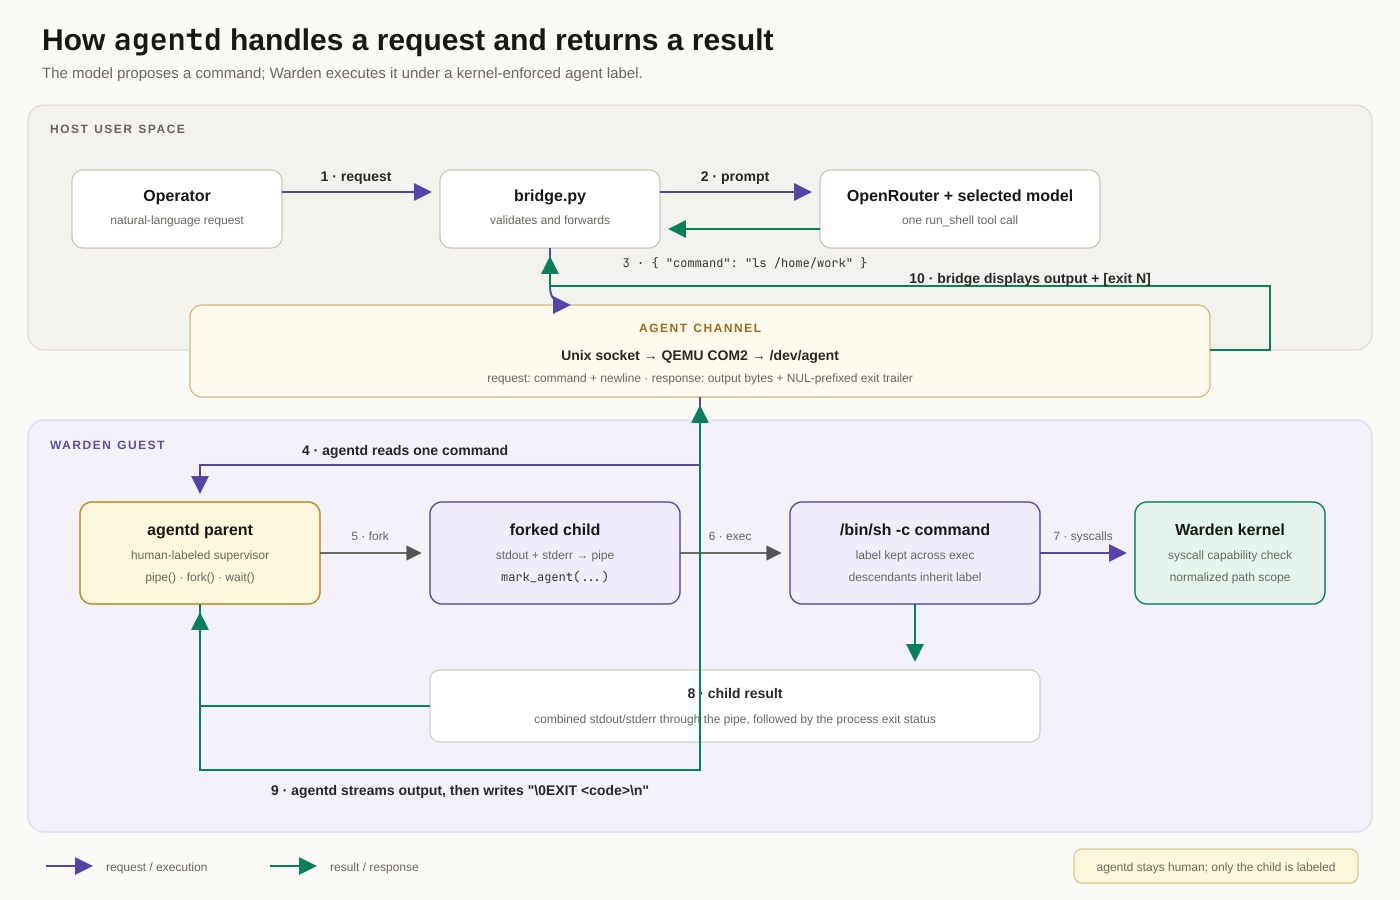 How agentd handles a request and returns a result
The model proposes a command; Warden executes it under a kernel-enforced agent label.
HOST USER SPACE
Operator
natural-language request
1 · request
bridge.py
validates and forwards
2 · prompt
OpenRouter + selected model
one run_shell tool call
3 · { "command": "ls /home/work" }
10 · bridge displays output + [exit N]
AGENT CHANNEL
Unix socket → QEMU COM2 → /dev/agent
request: command + newline · response: output bytes + NUL-prefixed exit trailer
WARDEN GUEST
4 · agentd reads one command
agentd parent
human-labeled supervisor
pipe() · fork() · wait()
5 · fork
forked child
stdout + stderr → pipe
mark_agent(...)
6 · exec
/bin/sh -c command
label kept across exec
descendants inherit label
7 · syscalls
Warden kernel
syscall capability check
normalized path scope
8 · child result
combined stdout/stderr through the pipe, followed by the process exit status
9 · agentd streams output, then writes "\0EXIT <code>\n"
request / execution
result / response
agentd stays human; only the child is labeled